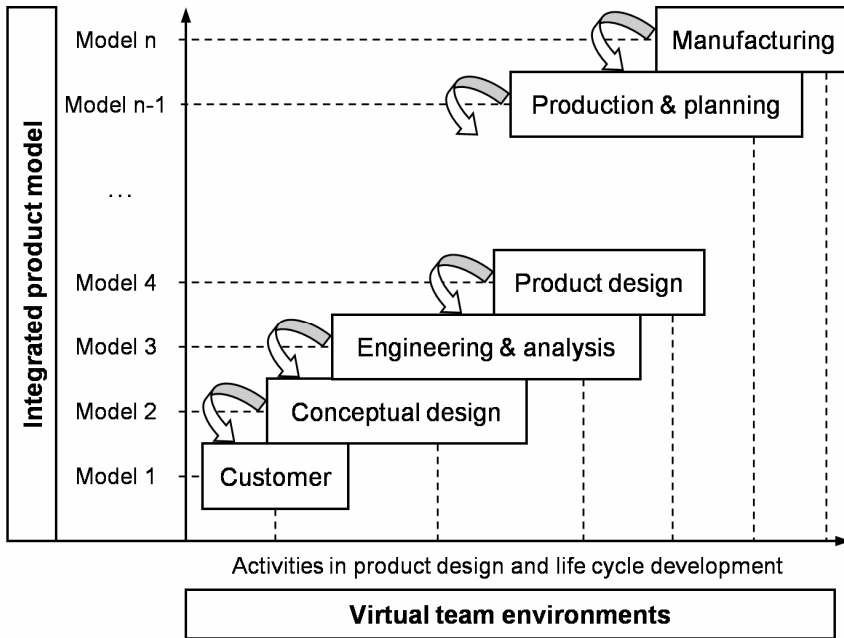 Integrated product model
Model n
Manufacturing
Model n-1
Production & planning
...
Model 4
Product design
Model 3
Engineering & analysis
Model 2
Conceptual design
Model 1
Customer
Activities in product design and life cycle development
Virtual team environments